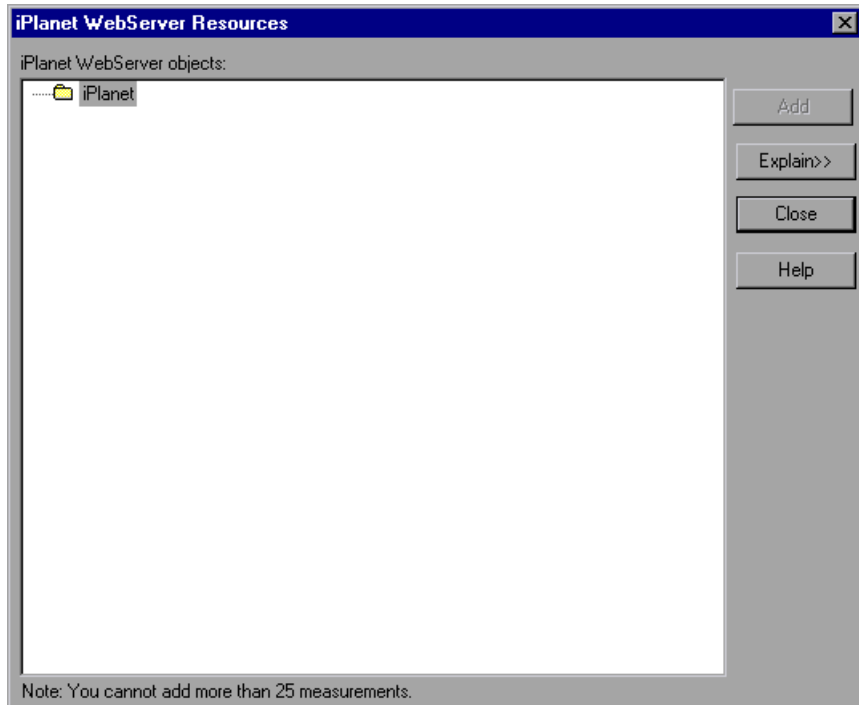 iPlanet WebServer Resources
iPlanet WebServer objects:
iPlanet
Add
Explain>>
Close
Help
Note: You cannot add more than 25 measurements.